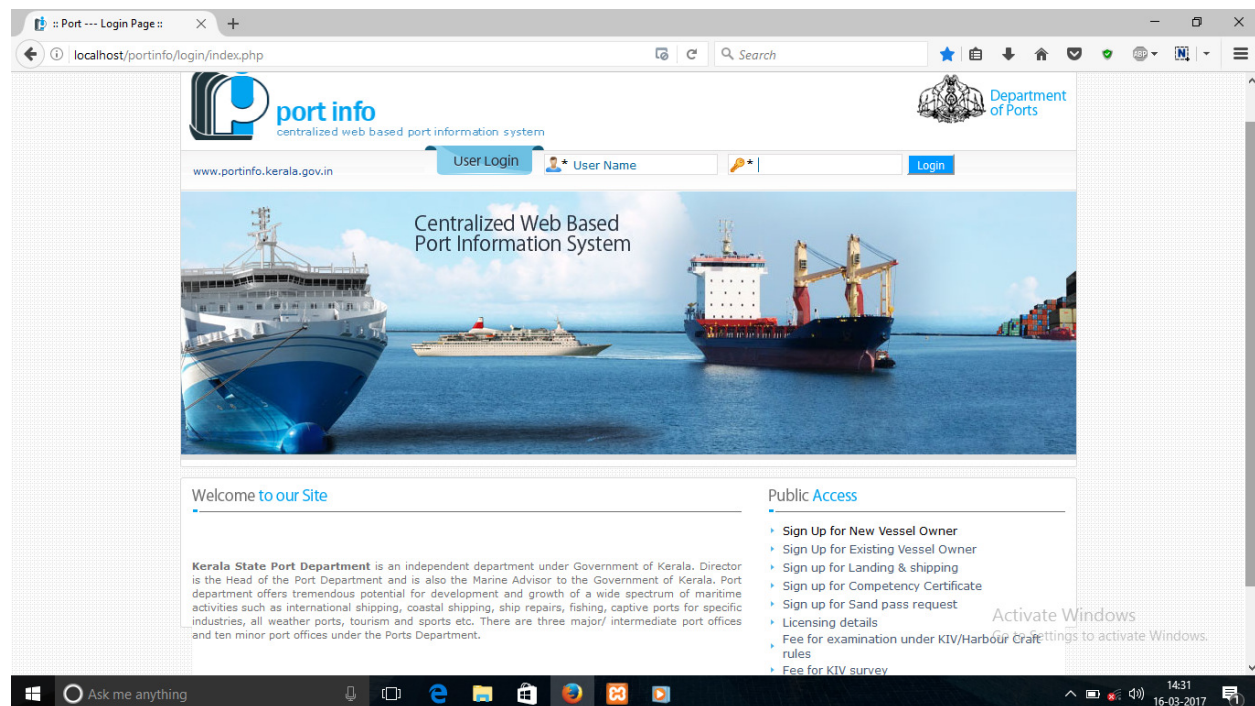 :: Port --- Login Page ::
localhost/portinfo/login/index.php
Search
ABP
N
port info
centralized web based port information system
Department
of Ports
www.portinfo.kerala.gov.in
User Login
* User Name
*
Login
Centralized Web Based
Port Information System
Welcome to our Site
Kerala State Port Department is an independent department under Government of Kerala. Director
is the Head of the Port Department and is also the Marine Advisor to the Government of Kerala. Port
department offers tremendous potential for development and growth of a wide spectrum of maritime
activities such as international shipping, coastal shipping, ship repairs, fishing, captive ports for specific
industries, all weather ports, tourism and sports etc. There are three major/ intermediate port offices
and ten minor port offices under the Ports Department.
Public Access
Sign Up for New Vessel Owner
Sign Up for Existing Vessel Owner
Sign up for Landing & shipping
Sign up for Competency Certificate
Sign up for Sand pass request
Licensing details
Fee for examination under KIV/Harbour Craft
rules
Fee for KIV survey
Activate Windows
Go to Settings to activate Windows.
Ask me anything
14:31
16-03-2017